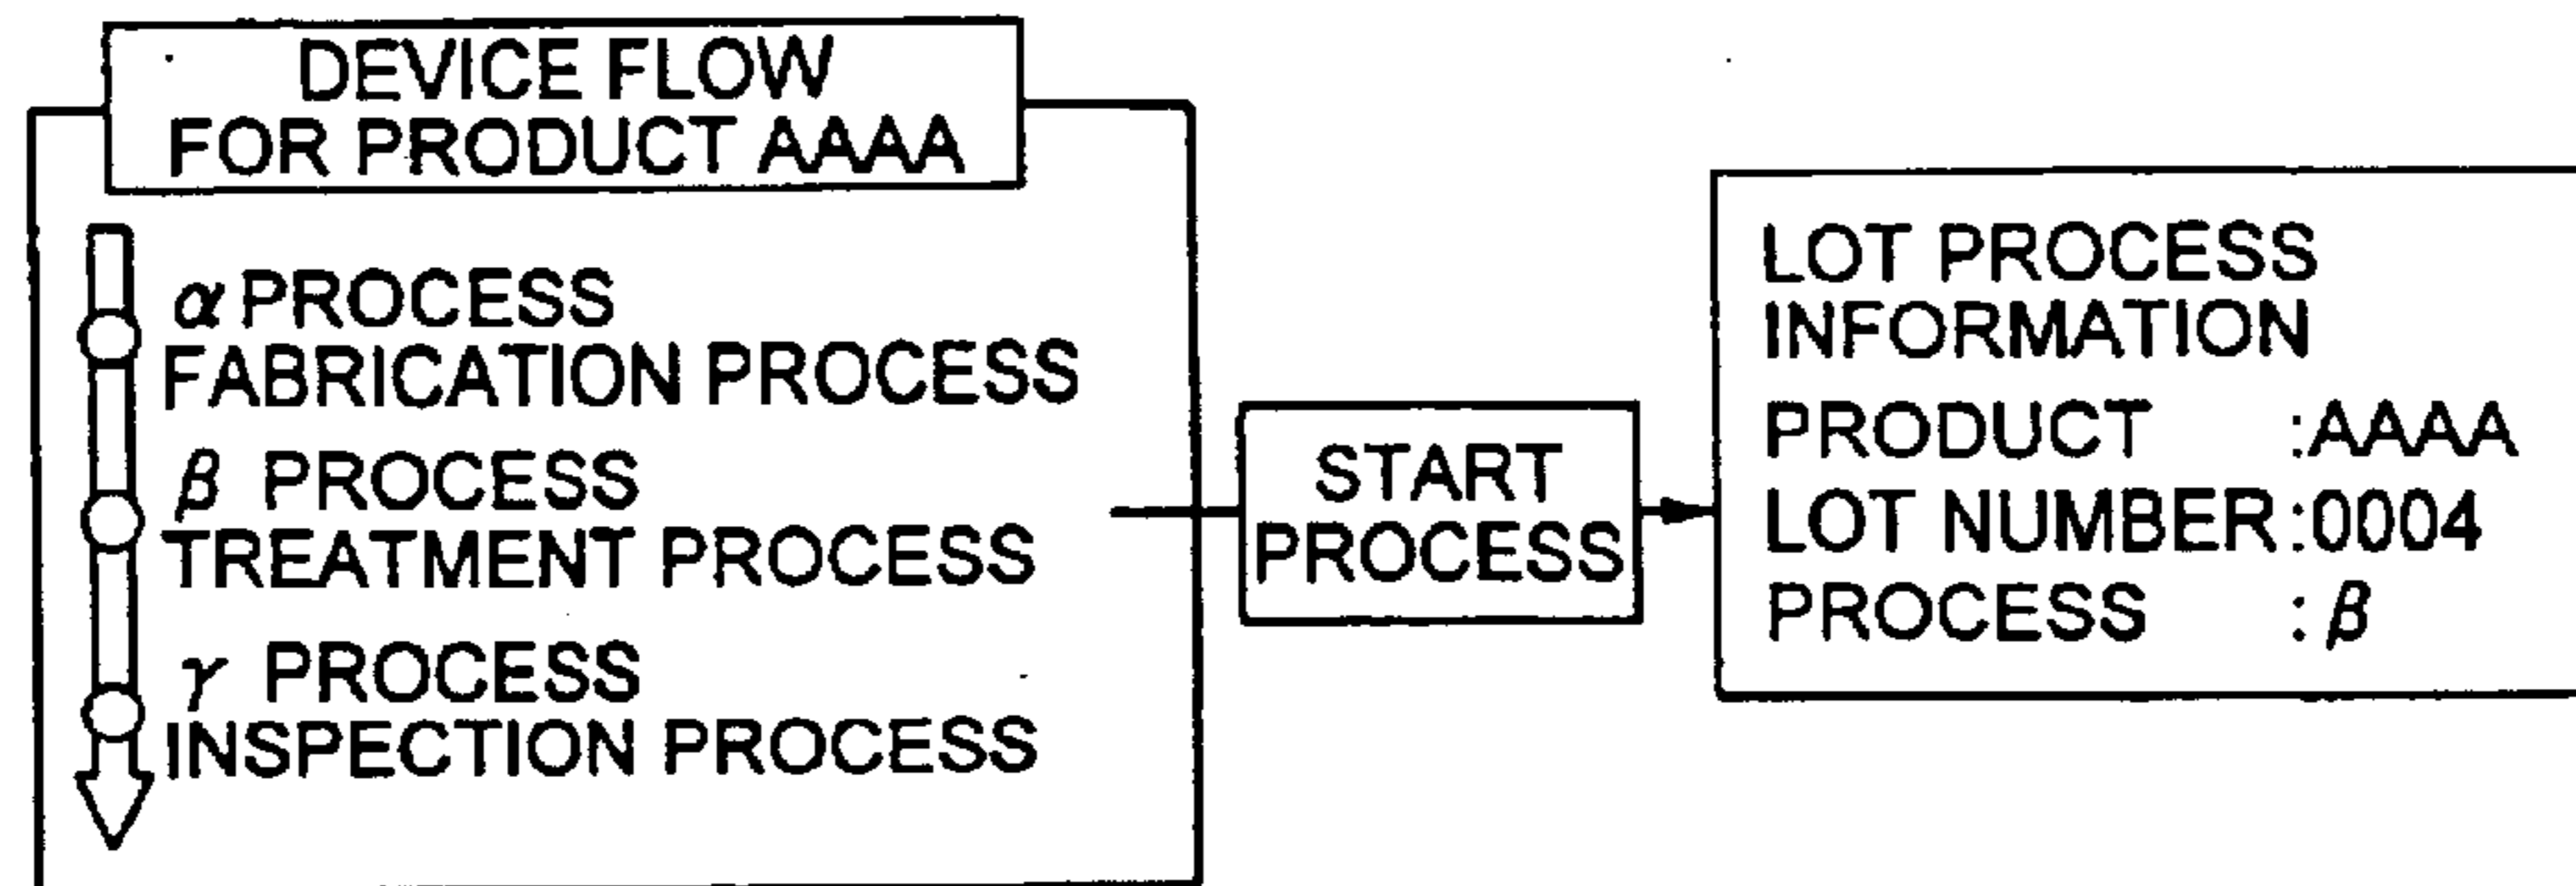 DEVICE FLOW
FOR PRODUCT AAAA
α PROCESS
FABRICATION PROCESS
β PROCESS
TREATMENT PROCESS
γ PROCESS
INSPECTION PROCESS
START
PROCESS
LOT PROCESS
INFORMATION
PRODUCT :AAAA
LOT NUMBER :0004
PROCESS : β